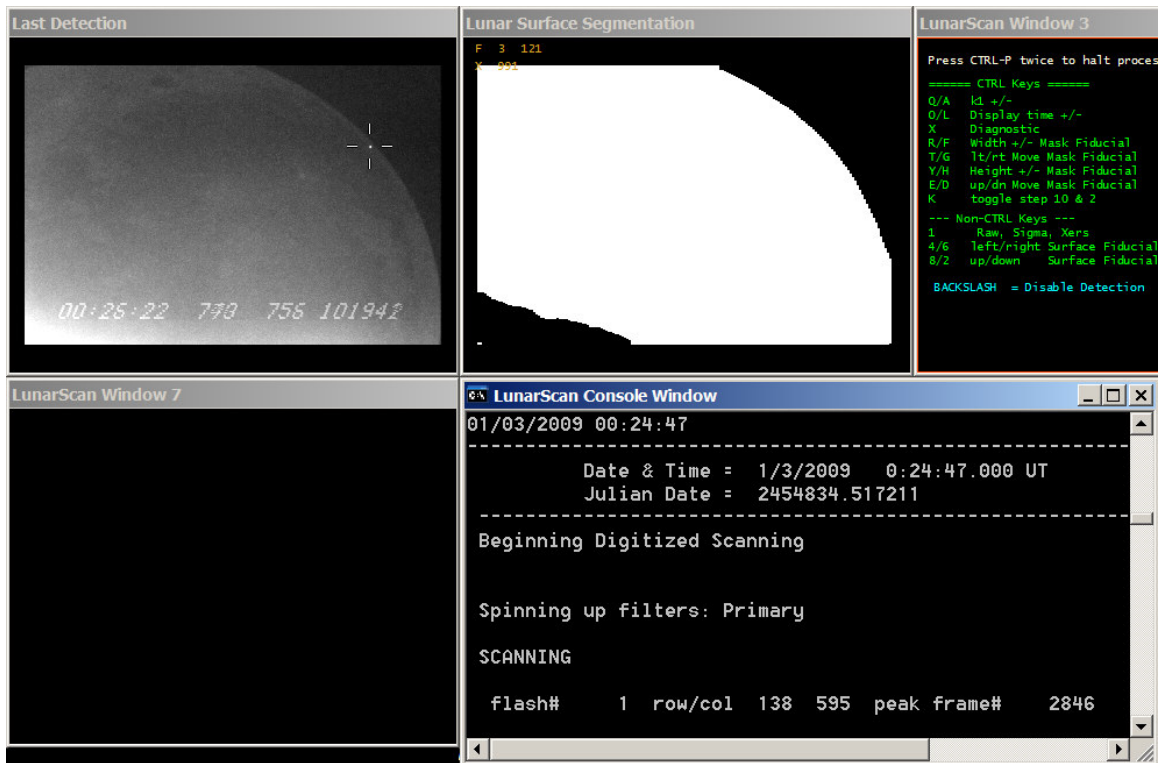 Last Detection
00:26:22 756 101942
Lunar Surface Segmentation
F 3 121
X 991
LunarScan Window 3
Press CTRL-P twice to halt proces
====== CTRL Keys ======
Q/A k1 +/-
O/L Display time +/-
X Diagnostic
R/F Width +/- Mask Fiducial
T/G lt/rt Move Mask Fiducial
Y/H Height +/- Mask Fiducial
E/D up/dn Move Mask Fiducial
K toggle step 10 & 2
--- Non-CTRL Keys ---
1 Raw, Sigma, Xers
4/6 left/right Surface Fiducial
8/2 up/down Surface Fiducial
BACKSLASH = Disable Detection
LunarScan Window 7
LunarScan Console Window
01/03/2009 00:24:47
Date & Time = 1/3/2009 0:24:47.000 UT
Julian Date = 2454834.517211
Beginning Digitized Scanning
Spinning up filters: Primary
SCANNING
flash# 1 row/col 138 595 peak frame# 2846